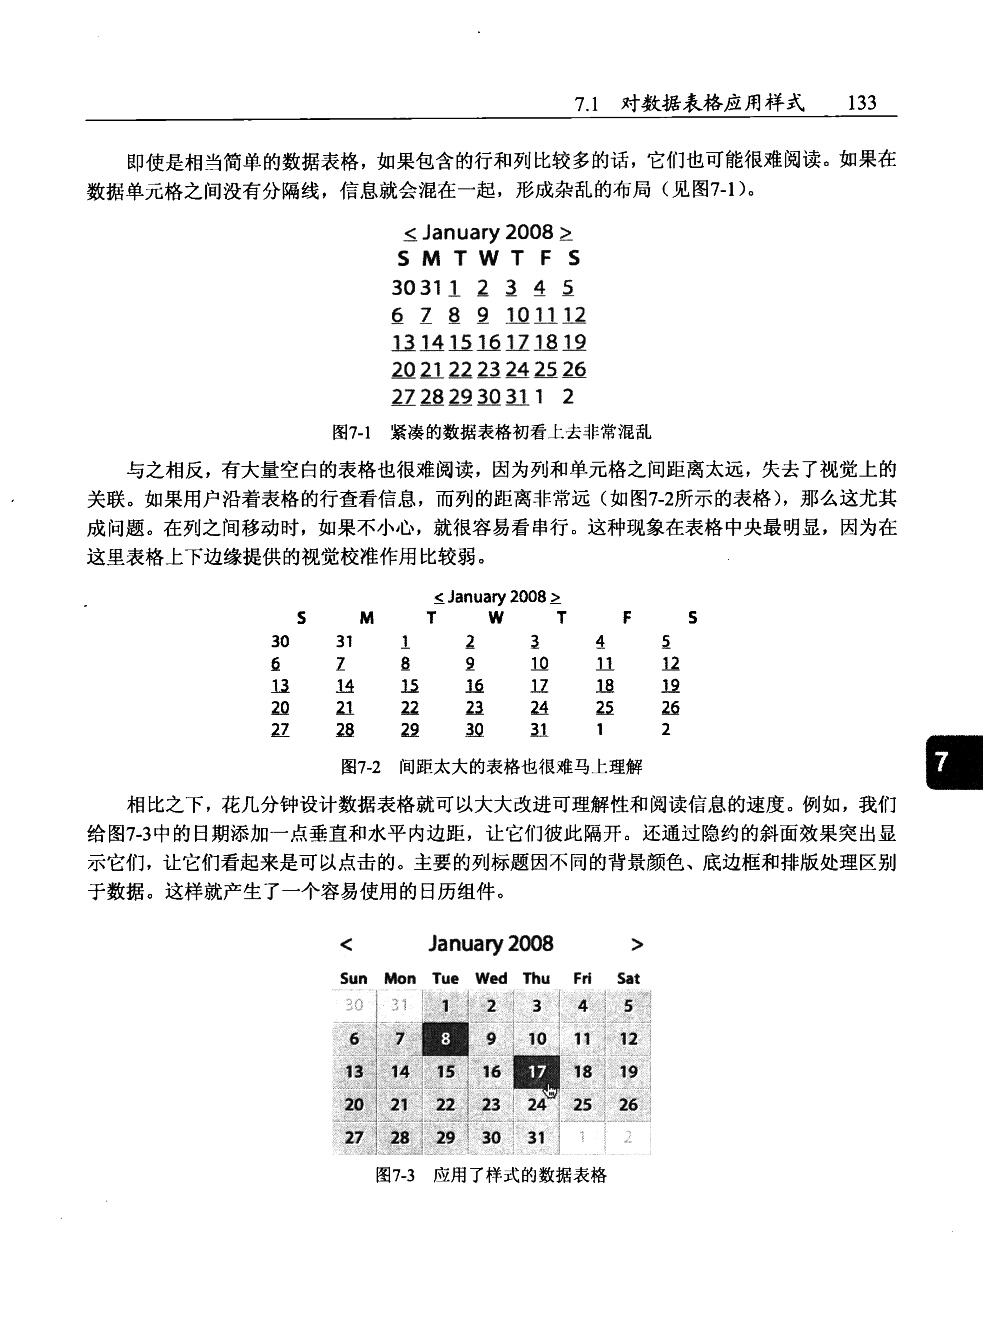 7.1 对数据表格应用样式 133
即使是相当简单的数据表格，如果包含的行和列比较多的话，它们也可能很难阅读。如果在
数据单元格之间没有分隔线，信息就会混在一起，形成杂乱的布局（见图7-1）。
< January 2008 >
S M T W T F S
30 31 1 2 3 4 5
6 7 8 9 10 11 12
13 14 15 16 17 18 19
20 21 22 23 24 25 26
27 28 29 30 31 1 2
图7-1 紧凑的数据表格初看上去非常混乱
与之相反，有大量空白的表格也很难阅读，因为列和单元格之间距离太远，失去了视觉上的
关联。如果用户沿着表格的行查看信息，而列的距离非常远（如图7-2所示的表格），那么这尤其
成问题。在列之间移动时，如果不小心，就很容易看串行。这种现象在表格中央最明显，因为在
这里表格上下边缘提供的视觉校准作用比较弱。
< January 2008 >
S M T W T F S
30 31 1 2 3 4 5
6 7 8 9 10 11 12
13 14 15 16 17 18 19
20 21 22 23 24 25 26
27 28 29 30 31 1 2
图7-2 间距太大的表格也很难马上理解
7
相比之下，花几分钟设计数据表格就可以大大改进可理解性和阅读信息的速度。例如，我们
给图7-3中的日期添加一点垂直和水平内边距，让它们彼此隔开。还通过隐约的斜面效果突出显
示它们，让它们看起来是可以点击的。主要的列标题因不同的背景颜色、底边框和排版处理区别
于数据。这样就产生了一个容易使用的日历组件。
< January 2008 >
Sun Mon Tue Wed Thu Fri Sat
30 31 1 2 3 4 5
6 7 8 9 10 11 12
13 14 15 16 17 18 19
20 21 22 23 24 25 26
27 28 29 30 31 1 2
图7-3 应用了样式的数据表格